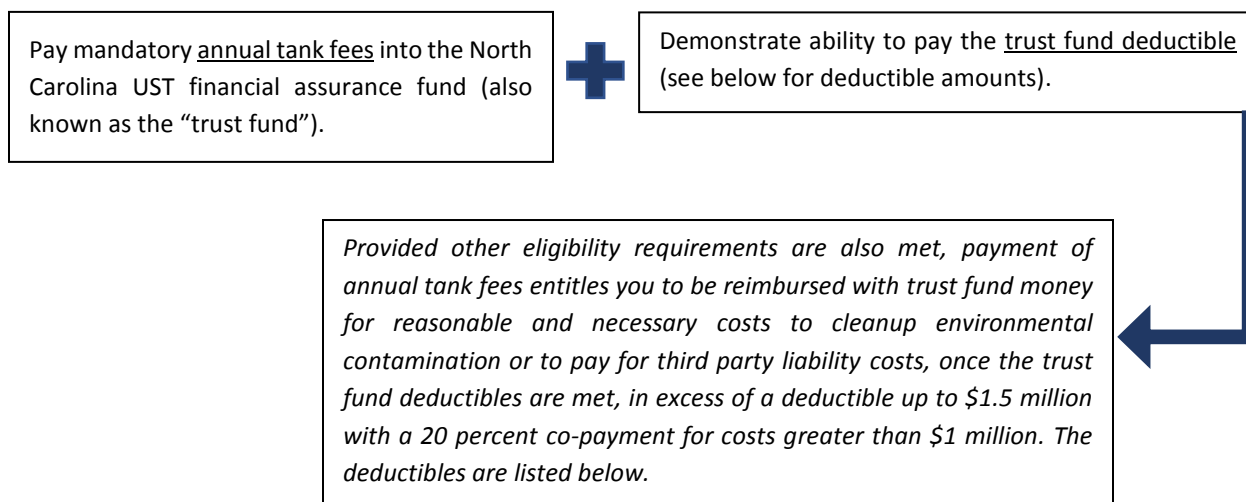 Pay mandatory annual tank fees into the North
Carolina UST financial assurance fund (also
known as the “trust fund”).
Demonstrate ability to pay the trust fund deductible
(see below for deductible amounts).
Provided other eligibility requirements are also met, payment of
annual tank fees entitles you to be reimbursed with trust fund money
for reasonable and necessary costs to cleanup environmental
contamination or to pay for third party liability costs, once the trust
fund deductibles are met, in excess of a deductible up to $1.5 million
with a 20 percent co-payment for costs greater than $1 million. The
deductibles are listed below.